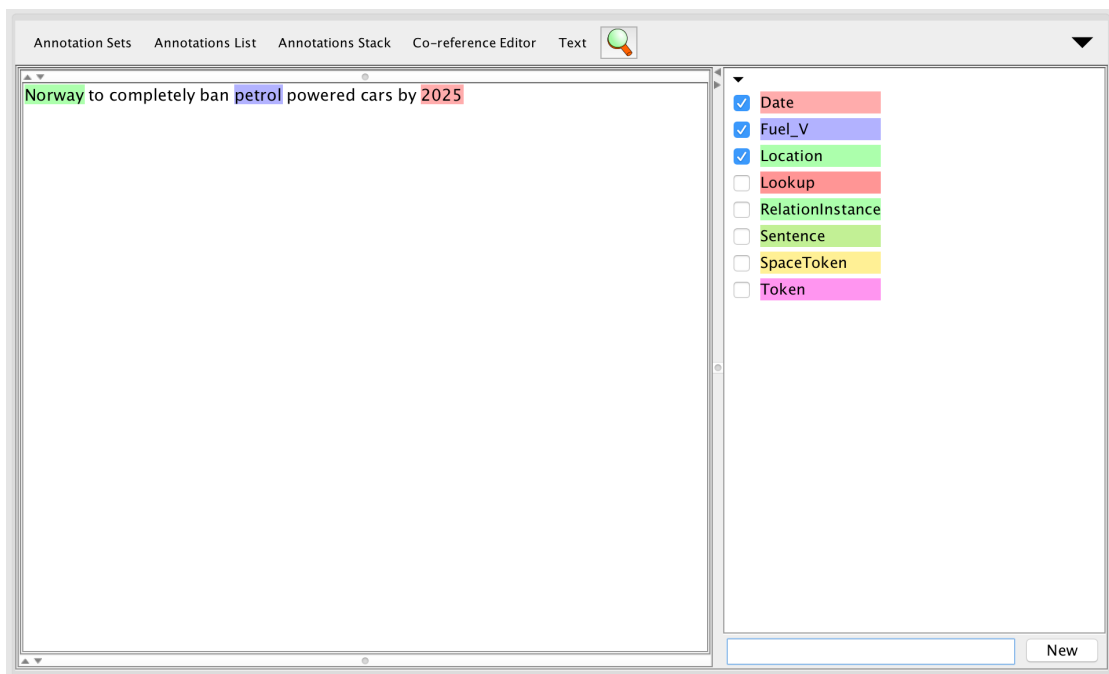 Annotation Sets Annotations List Annotations Stack Co-reference Editor Text
Norway to completely ban petrol powered cars by 2025
Date
Fuel_V
Location
Lookup
RelationInstance
Sentence
SpaceToken
Token
New